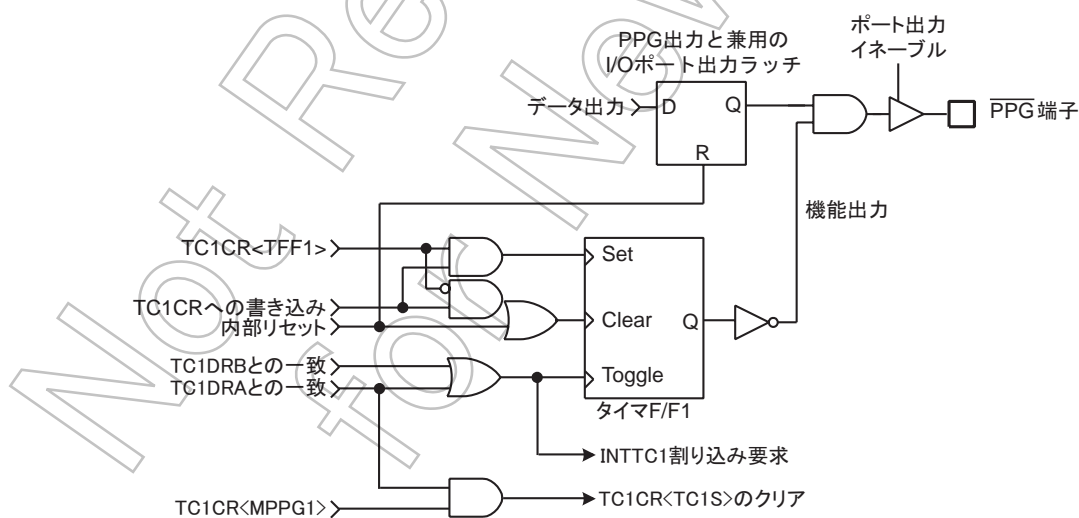 ポート出力
イネーブル
PPG出力と兼用の
I/Oポート出力ラッチ
データ出力
D
Q
R
PPG 端子
機能出力
TC1CR<TFF1>
Set
TC1CRへの書き込み
内部リセット
Clear
Q
TC1DRBとの一致
TC1DRAとの一致
Toggle
タイマF/F1
INTTC1割り込み要求
TC1CR<TC1S>のクリア
TC1CR<MPPG1>
Not Re
for New